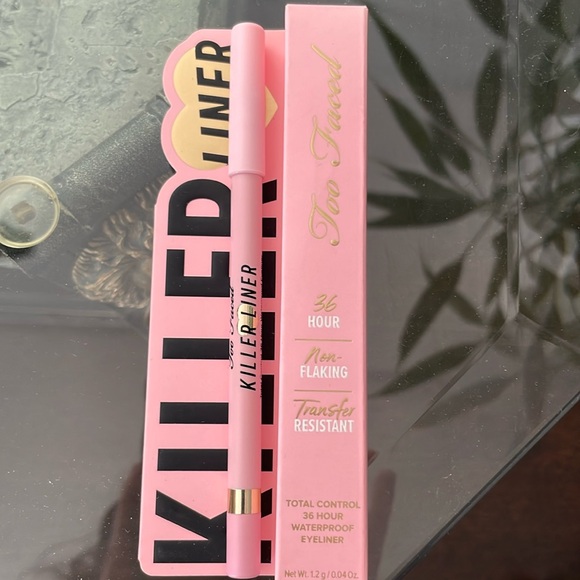 KILLER
LINER
KILLER
Too Faced
KILLER LINER
Too Faced
36
HOUR
Non-
FLAKING
Transfer
RESISTANT
TOTAL CONTROL
36 HOUR
WATERPROOF
EYELINER
Net Wt. 1.2 g / 0.04 Oz.